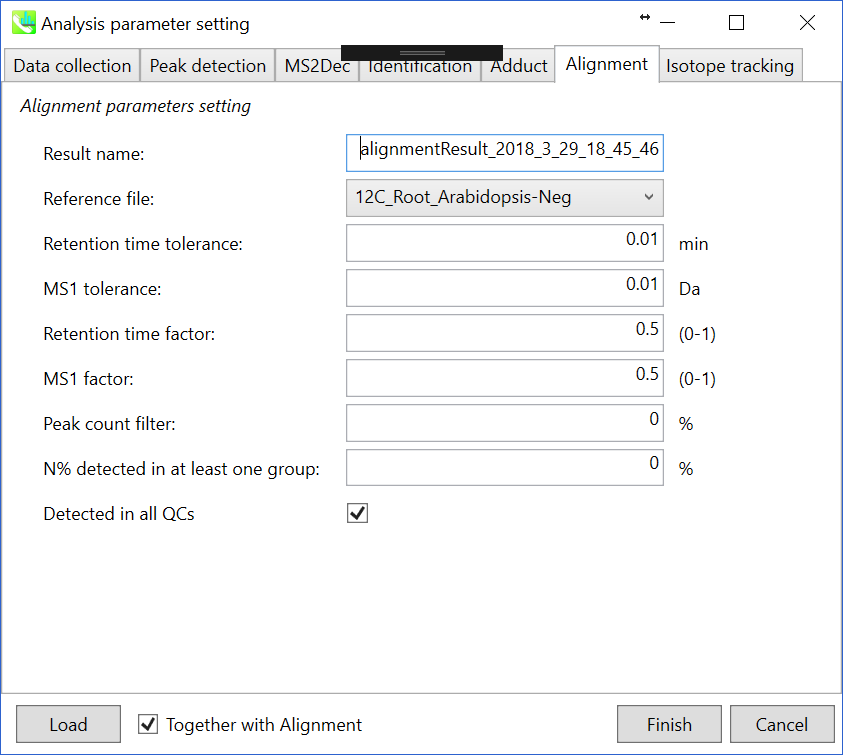 Analysis parameter setting
Data collection Peak detection MS2Dec Identification Adduct Alignment Isotope tracking
Alignment parameters setting
Result name: alignmentResult_2018_3_29_18_45_46
Reference file: 12C_Root_Arabidopsis-Neg
Retention time tolerance: 0.01 min
MS1 tolerance: 0.01 Da
Retention time factor: 0.5 (0-1)
MS1 factor: 0.5 (0-1)
Peak count filter: 0 %
N% detected in at least one group: 0 %
Detected in all QCs
Load Together with Alignment Finish Cancel